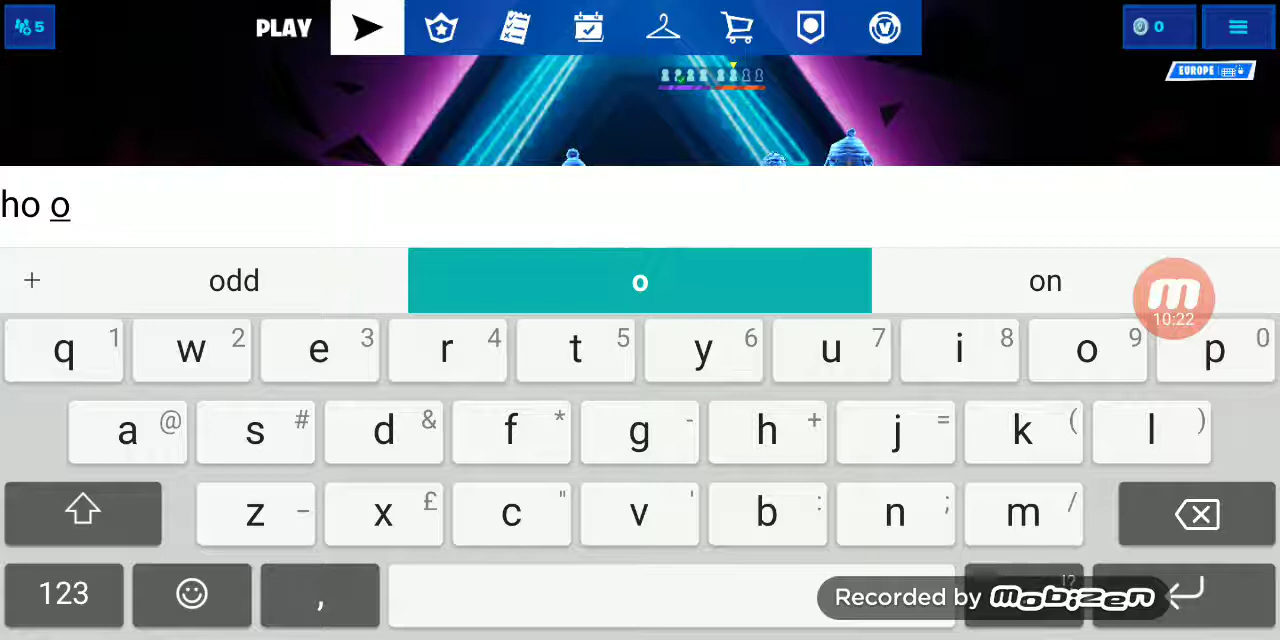 5 PLAY 0
EUROPE
ho o
+ odd o on
10:22
q 1 w 2 e 3 r 4 t 5 y 6 u 7 i 8 o 9 p 0
a @ s # d & f * g - h + j = k ( l )
z _ x £ c " v ' b : n ; m /
123 , !?
Recorded by mobizen